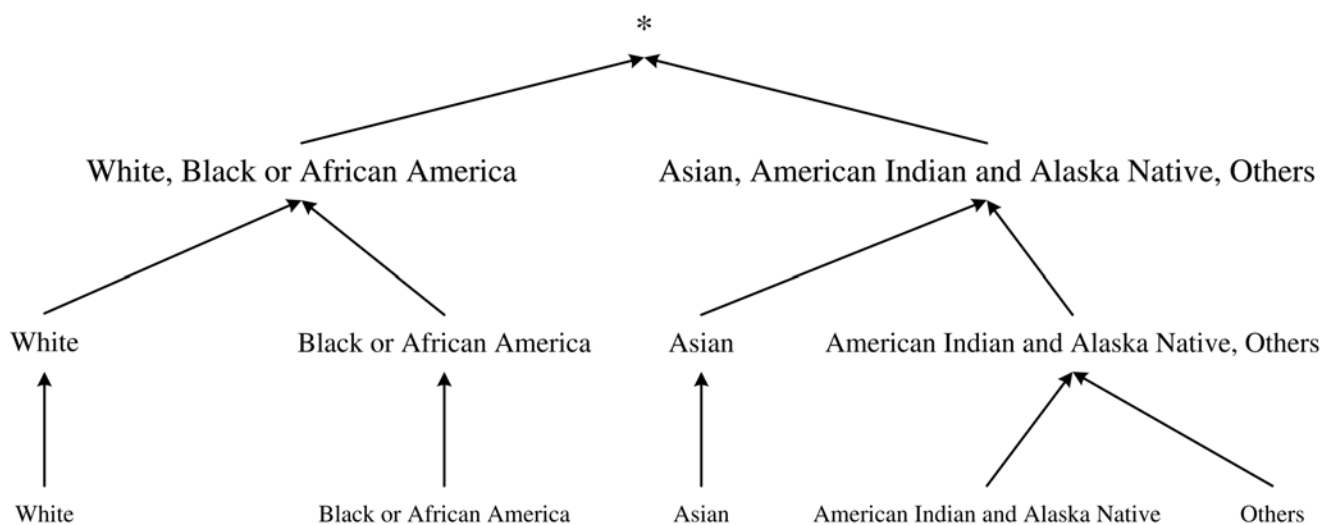 *
White, Black or African America
Asian, American Indian and Alaska Native, Others
White
Black or African America
Asian
American Indian and Alaska Native, Others
White
Black or African America
Asian
American Indian and Alaska Native
Others